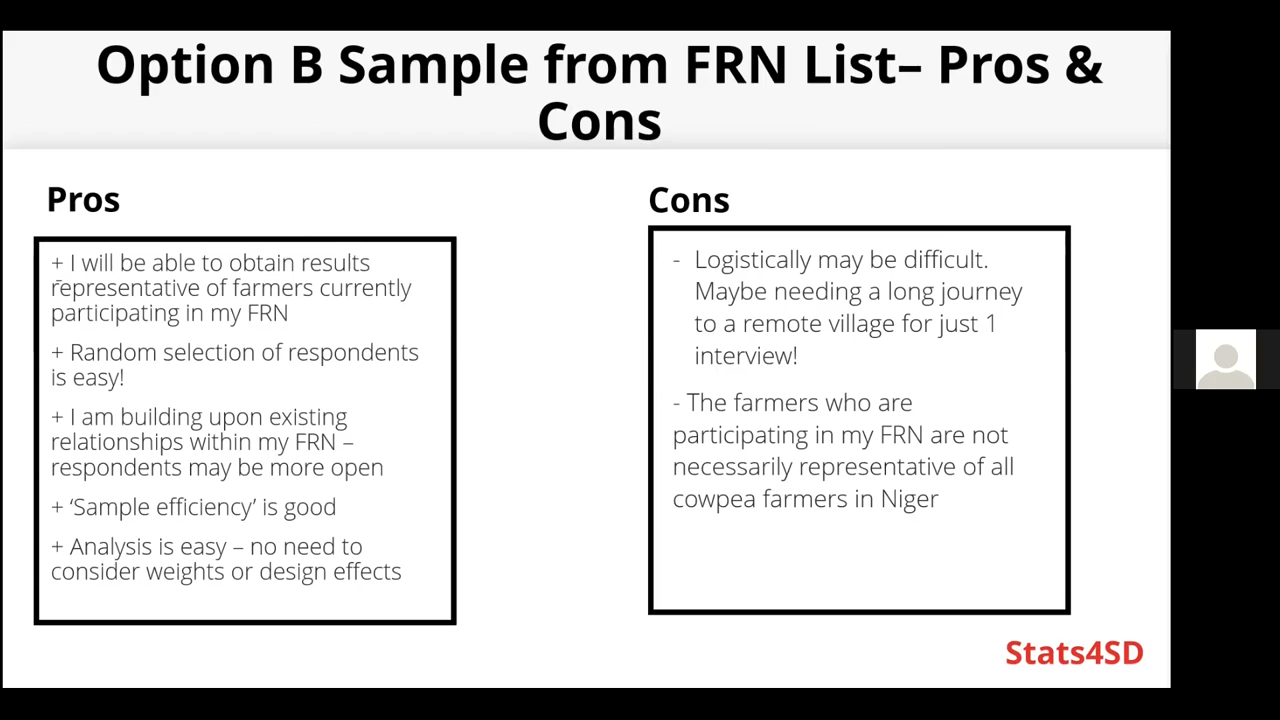 Option B Sample from FRN List– Pros &
Cons
Pros
+ I will be able to obtain results
representative of farmers currently
participating in my FRN
+ Random selection of respondents
is easy!
+ I am building upon existing
relationships within my FRN –
respondents may be more open
+ ‘Sample efficiency’ is good
+ Analysis is easy – no need to
consider weights or design effects
Cons
- Logistically may be difficult.
Maybe needing a long journey
to a remote village for just 1
interview!
- The farmers who are
participating in my FRN are not
necessarily representative of all
cowpea farmers in Niger
Stats4SD